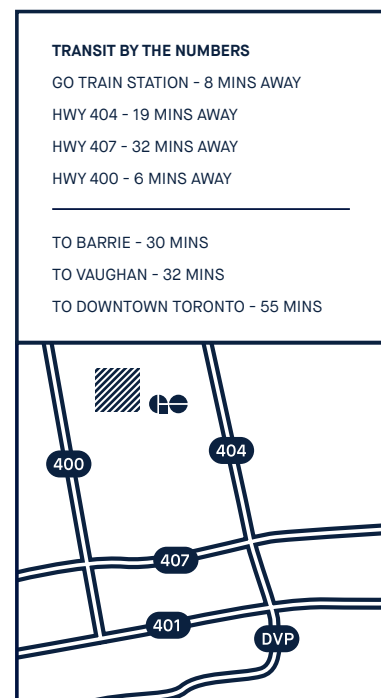 TRANSIT BY THE NUMBERS
GO TRAIN STATION - 8 MINS AWAY
HWY 404 - 19 MINS AWAY
HWY 407 - 32 MINS AWAY
HWY 400 - 6 MINS AWAY
TO BARRIE - 30 MINS
TO VAUGHAN - 32 MINS
TO DOWNTOWN TORONTO - 55 MINS
GO
404
400
407
401
DVP